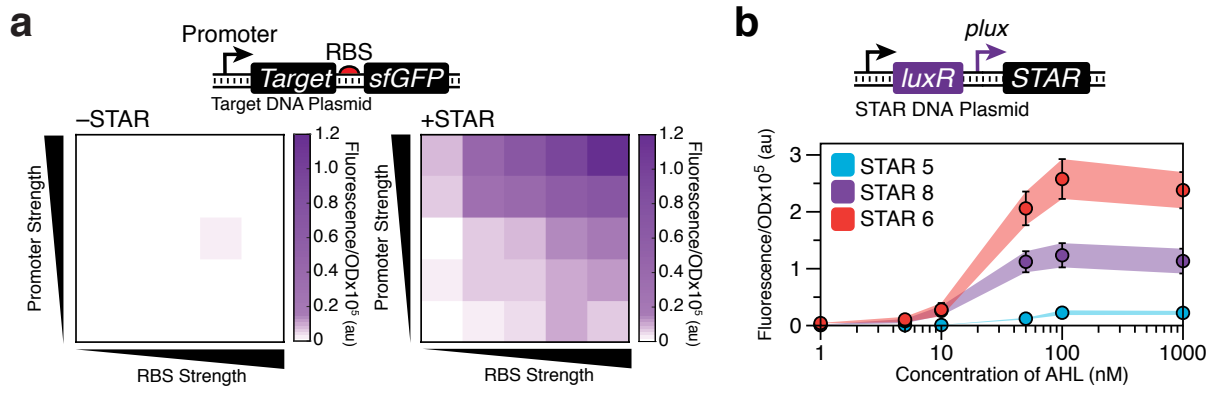 a
Promoter
RBS
Target
sfGFP
Target DNA Plasmid
–STAR
Promoter Strength
RBS Strength
1.2
1.0
0.8
0.6
0.4
0.2
0
Fluorescence/ODx10⁵ (au)
+STAR
Promoter Strength
RBS Strength
1.2
1.0
0.8
0.6
0.4
0.2
0
Fluorescence/ODx10⁵ (au)
b
plux
luxR
STAR
STAR DNA Plasmid
Fluorescence/ODx10⁵ (au)
3
2
1
0
STAR 5
STAR 8
STAR 6
1 10 100 1000
Concentration of AHL (nM)